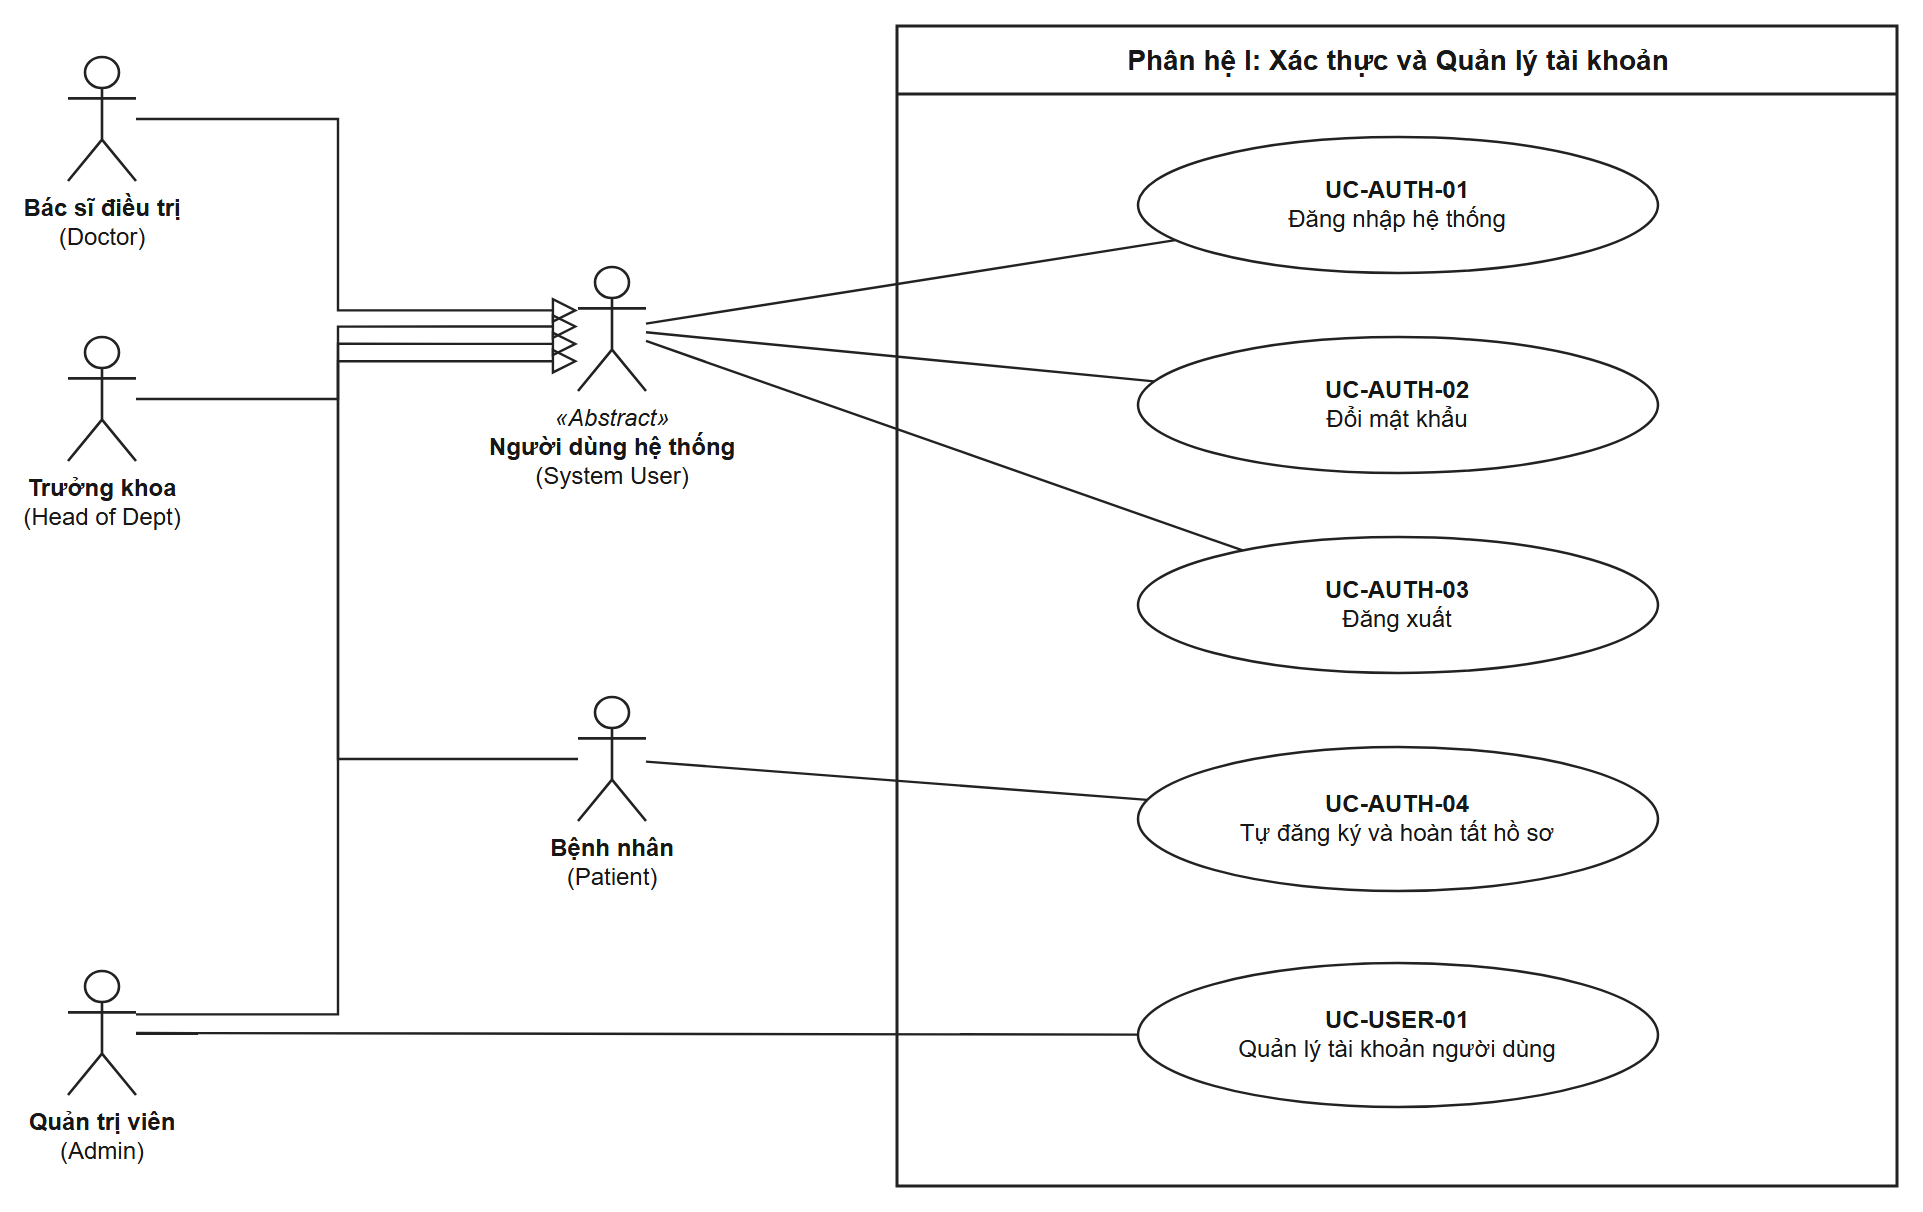 Phân hệ I: Xác thực và Quản lý tài khoản
Bác sĩ điều trị
(Doctor)
Trưởng khoa
(Head of Dept)
«Abstract»
Người dùng hệ thống
(System User)
Bệnh nhân
(Patient)
Quản trị viên
(Admin)
UC-AUTH-01
Đăng nhập hệ thống
UC-AUTH-02
Đổi mật khẩu
UC-AUTH-03
Đăng xuất
UC-AUTH-04
Tự đăng ký và hoàn tất hồ sơ
UC-USER-01
Quản lý tài khoản người dùng